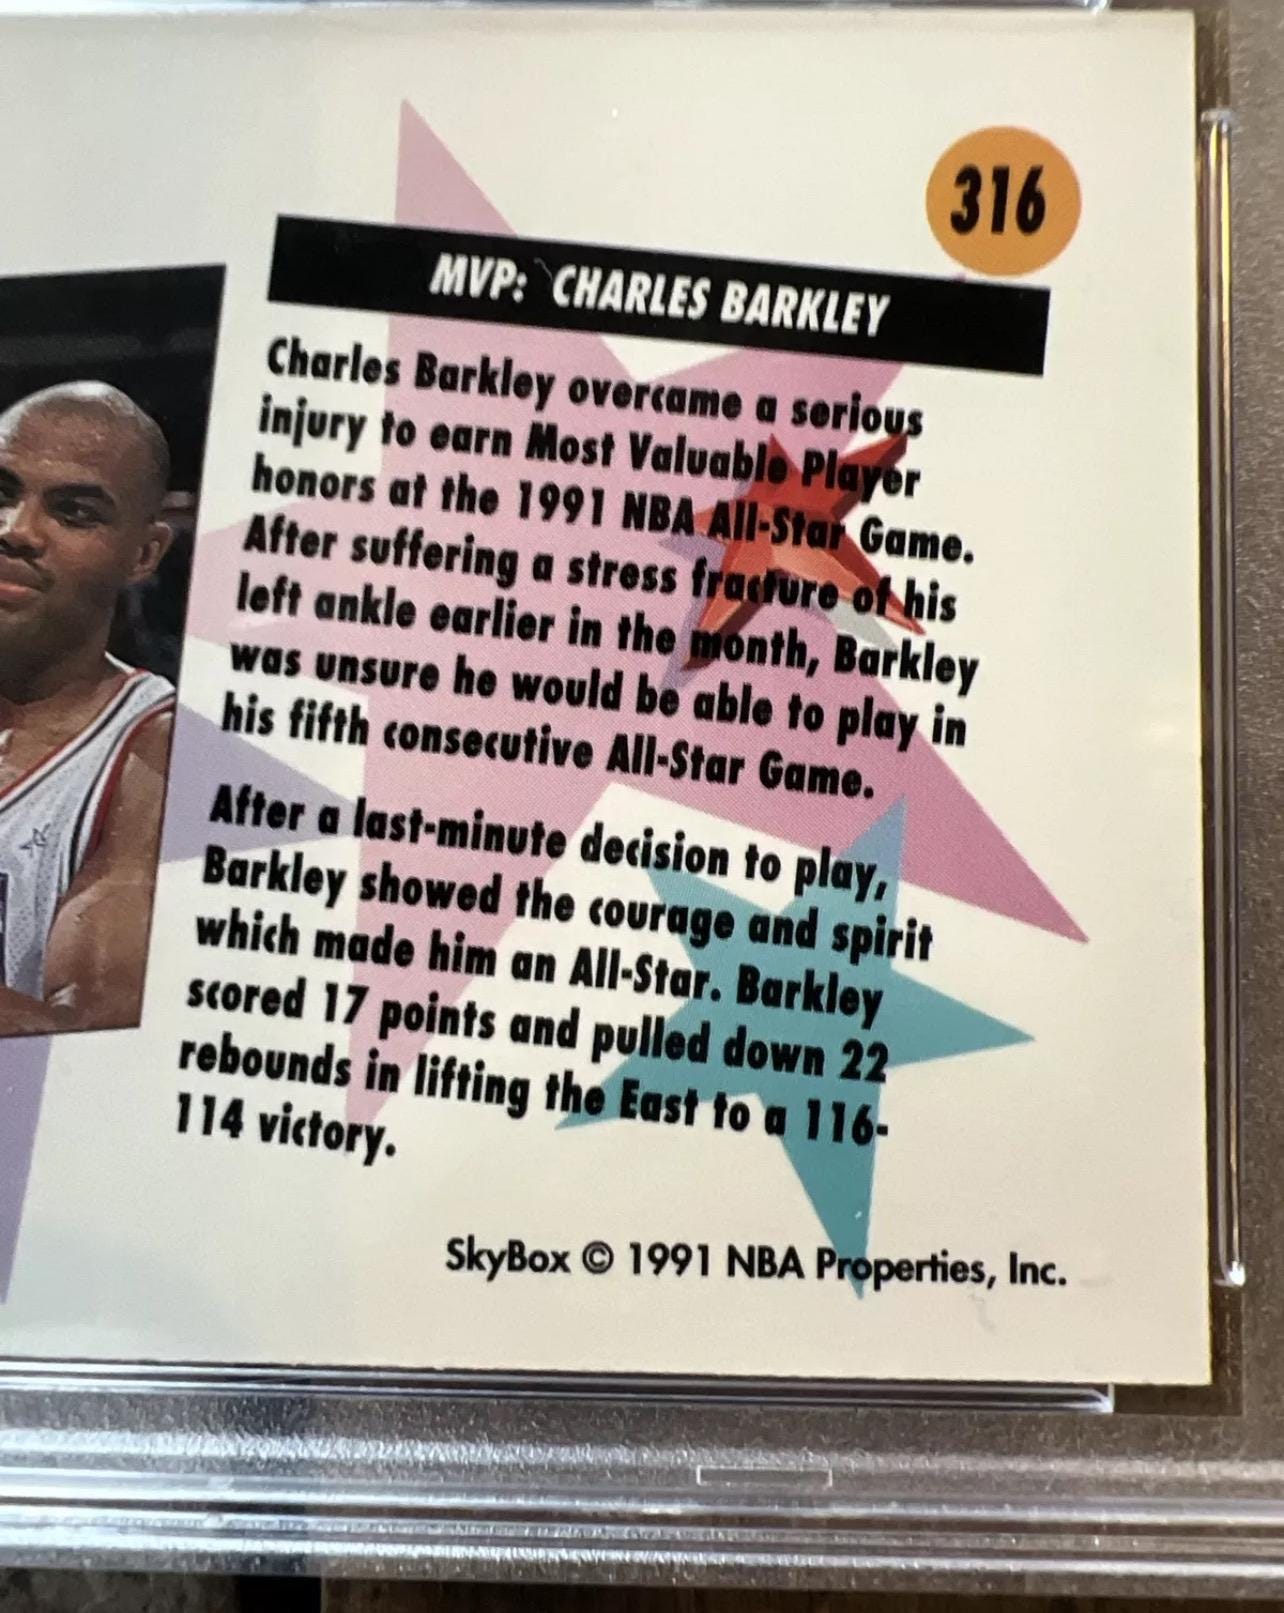 316
MVP: CHARLES BARKLEY
Charles Barkley overcame a serious
injury to earn Most Valuable Player
honors at the 1991 NBA All-Star Game.
After suffering a stress fracture of his
left ankle earlier in the month, Barkley
was unsure he would be able to play in
his fifth consecutive All-Star Game.
After a last-minute decision to play,
Barkley showed the courage and spirit
which made him an All-Star. Barkley
scored 17 points and pulled down 22
rebounds in lifting the East to a 116-
114 victory.
SkyBox © 1991 NBA Properties, Inc.